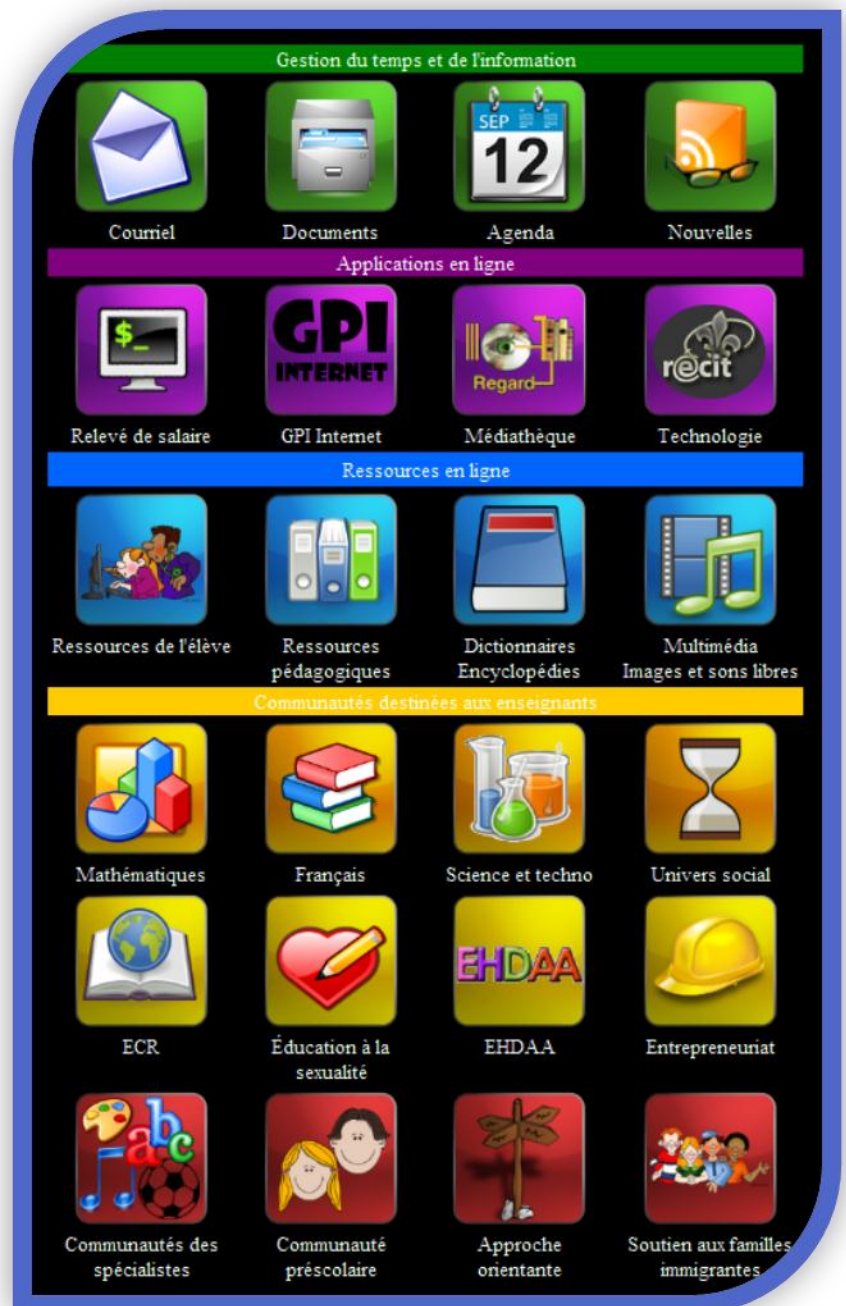 Gestion du temps et de l'information
SEP
12
Courriel Documents Agenda Nouvelles
Applications en ligne
$_ GPI INTERNET Regard récit
Relevé de salaire GPI Internet Médiathèque Technologie
Ressources en ligne
Ressources de l'élève Ressources Dictionnaires Multimédia
pédagogiques Encyclopédies Images et sons libres
Communautés destinées aux enseignants
Mathématiques Français Science et techno Univers social
EHDAA
ECR Éducation à la EHDAA Entrepreneuriat
sexualité
abc
Communautés des Communauté Approche Soutien aux familles
spécialistes préscolaire orientante immigrantes